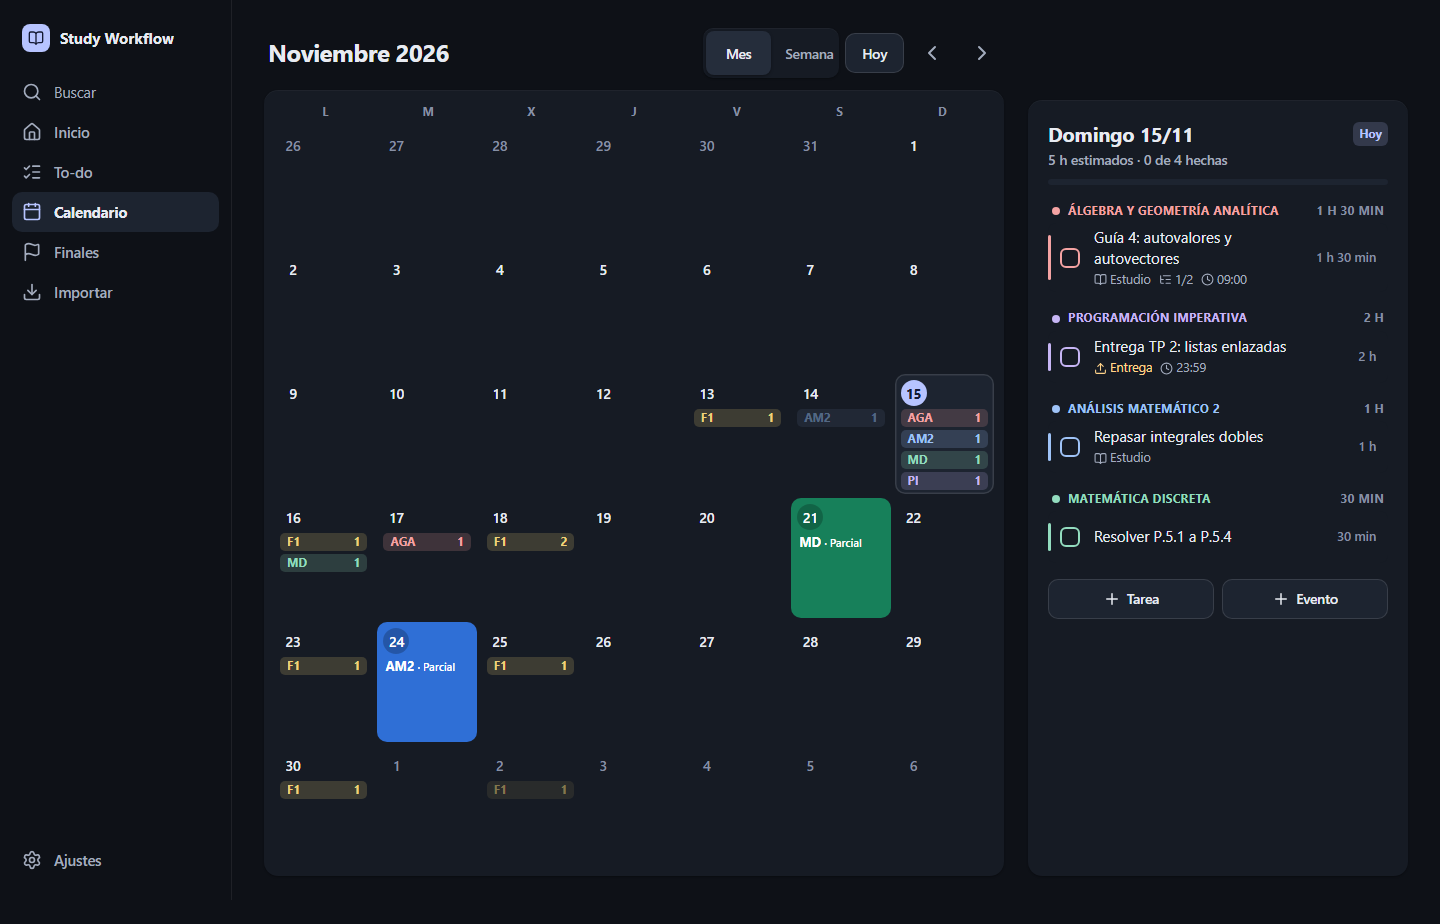 Study Workflow
Buscar
Inicio
To-do
Calendario
Finales
Importar
Ajustes
Noviembre 2026
Mes Semana Hoy
L M X J V S D
26 27 28 29 30 31 1
2 3 4 5 6 7 8
9 10 11 12 13 14 15
F1 1 AM2 1 AGA 1
AM2 1
MD 1
PI 1
16 17 18 19 20 21 22
F1 1 AGA 1 F1 2 MD · Parcial
MD 1
23 24 25 26 27 28 29
F1 1 AM2 · Parcial F1 1
30 1 2 3 4 5 6
F1 1 F1 1
Domingo 15/11 Hoy
5 h estimados · 0 de 4 hechas
ÁLGEBRA Y GEOMETRÍA ANALÍTICA 1 H 30 MIN
Guía 4: autovalores y
autovectores 1 h 30 min
Estudio 1/2 09:00
PROGRAMACIÓN IMPERATIVA 2 H
Entrega TP 2: listas enlazadas 2 h
Entrega 23:59
ANÁLISIS MATEMÁTICO 2 1 H
Repasar integrales dobles 1 h
Estudio
MATEMÁTICA DISCRETA 30 MIN
Resolver P.5.1 a P.5.4 30 min
+ Tarea + Evento